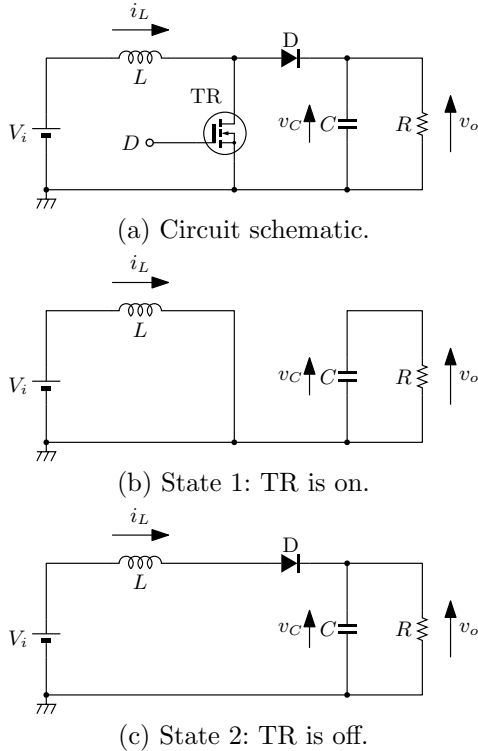 i_L
D
L
TR
V_i
D
v_C
C
R
v_o
(a) Circuit schematic.
i_L
L
V_i
v_C
C
R
v_o
(b) State 1: TR is on.
i_L
D
L
V_i
v_C
C
R
v_o
(c) State 2: TR is off.